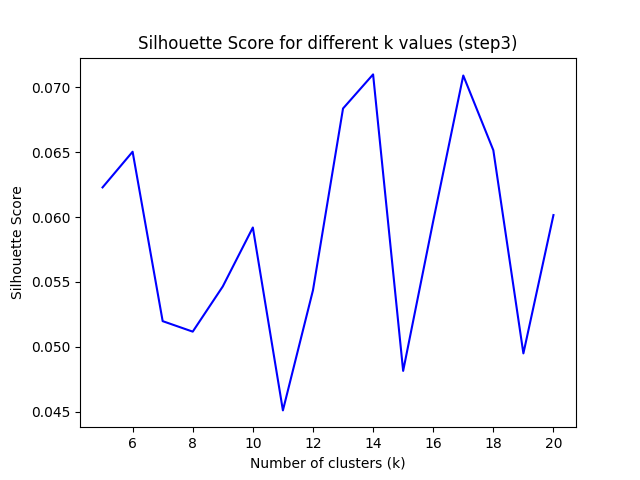 Silhouette Score for different k values (step3)
Silhouette Score
0.070
0.065
0.060
0.055
0.050
0.045
6 8 10 12 14 16 18 20
Number of clusters (k)